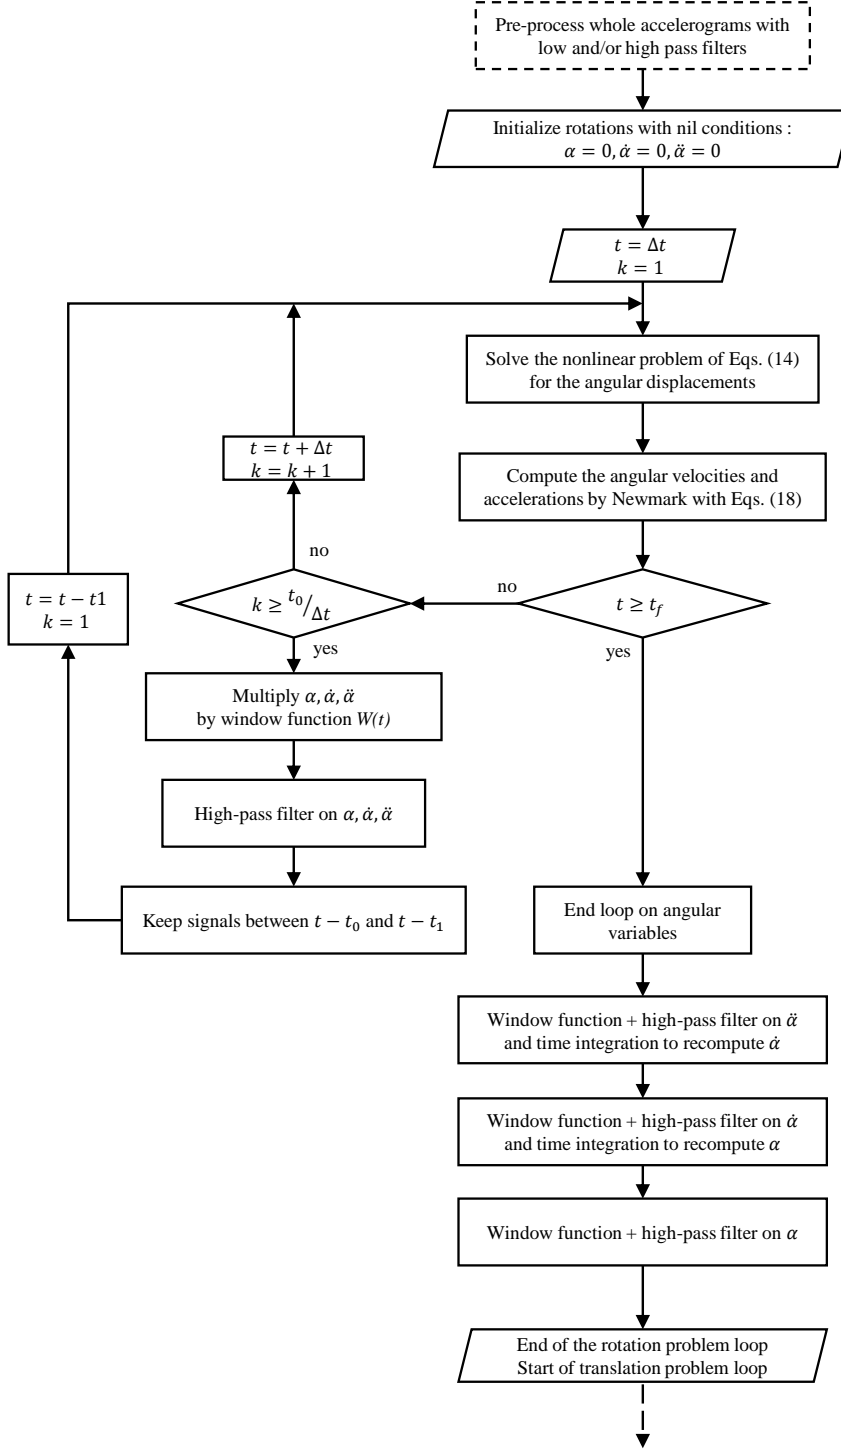 Pre-process whole accelerograms with
low and/or high pass filters
Initialize rotations with nil conditions :
α = 0, α̇ = 0, α̈ = 0
t = Δt
k = 1
Solve the nonlinear problem of Eqs. (14)
for the angular displacements
t = t + Δt
k = k + 1
Compute the angular velocities and
accelerations by Newmark with Eqs. (18)
no
t = t − t1
k = 1
k ≥ t₀/Δt
no
t ≥ t_f
yes
yes
Multiply α, α̇, α̈
by window function W(t)
High-pass filter on α, α̇, α̈
Keep signals between t − t₀ and t − t₁
End loop on angular
variables
Window function + high-pass filter on α̈
and time integration to recompute α̇
Window function + high-pass filter on α̇
and time integration to recompute α
Window function + high-pass filter on α
End of the rotation problem loop
Start of translation problem loop